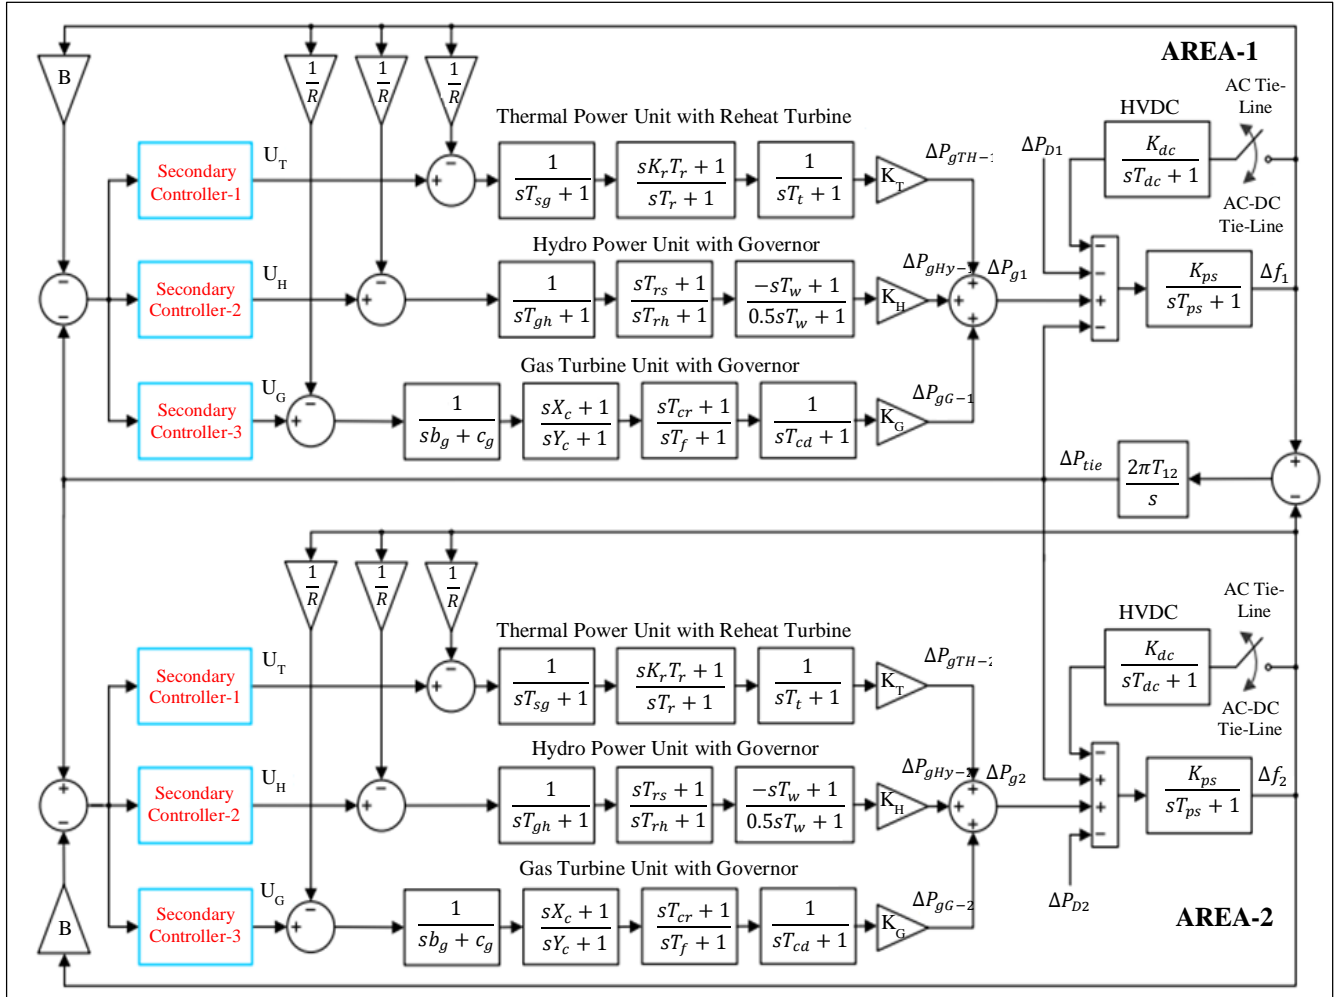 AREA-1
B
1/R
1/R
1/R
AC Tie-
Line
HVDC
Thermal Power Unit with Reheat Turbine
Secondary
Controller-1
U_T
1/(sT_sg + 1)
(sK_rT_r + 1)/(sT_r + 1)
1/(sT_t + 1)
K_T
ΔP_gTH-1
ΔP_D1
K_dc/(sT_dc + 1)
AC-DC
Tie-Line
Hydro Power Unit with Governor
Secondary
Controller-2
U_H
1/(sT_gh + 1)
(sT_rs + 1)/(sT_rh + 1)
(-sT_w + 1)/(0.5sT_w + 1)
K_H
ΔP_gHy-1
ΔP_g1
K_ps/(sT_ps + 1)
Δf_1
Gas Turbine Unit with Governor
Secondary
Controller-3
U_G
1/(sb_g + c_g)
(sX_c + 1)/(sY_c + 1)
(sT_cr + 1)/(sT_f + 1)
1/(sT_cd + 1)
K_G
ΔP_gG-1
ΔP_tie
2πT_12/s
1/R
1/R
1/R
AC Tie-
Line
HVDC
Thermal Power Unit with Reheat Turbine
Secondary
Controller-1
U_T
1/(sT_sg + 1)
(sK_rT_r + 1)/(sT_r + 1)
1/(sT_t + 1)
K_T
ΔP_gTH-2
K_dc/(sT_dc + 1)
AC-DC
Tie-Line
Hydro Power Unit with Governor
Secondary
Controller-2
U_H
1/(sT_gh + 1)
(sT_rs + 1)/(sT_rh + 1)
(-sT_w + 1)/(0.5sT_w + 1)
K_H
ΔP_gHy-2
ΔP_g2
K_ps/(sT_ps + 1)
Δf_2
Gas Turbine Unit with Governor
B
Secondary
Controller-3
U_G
1/(sb_g + c_g)
(sX_c + 1)/(sY_c + 1)
(sT_cr + 1)/(sT_f + 1)
1/(sT_cd + 1)
K_G
ΔP_gG-2
ΔP_D2
AREA-2